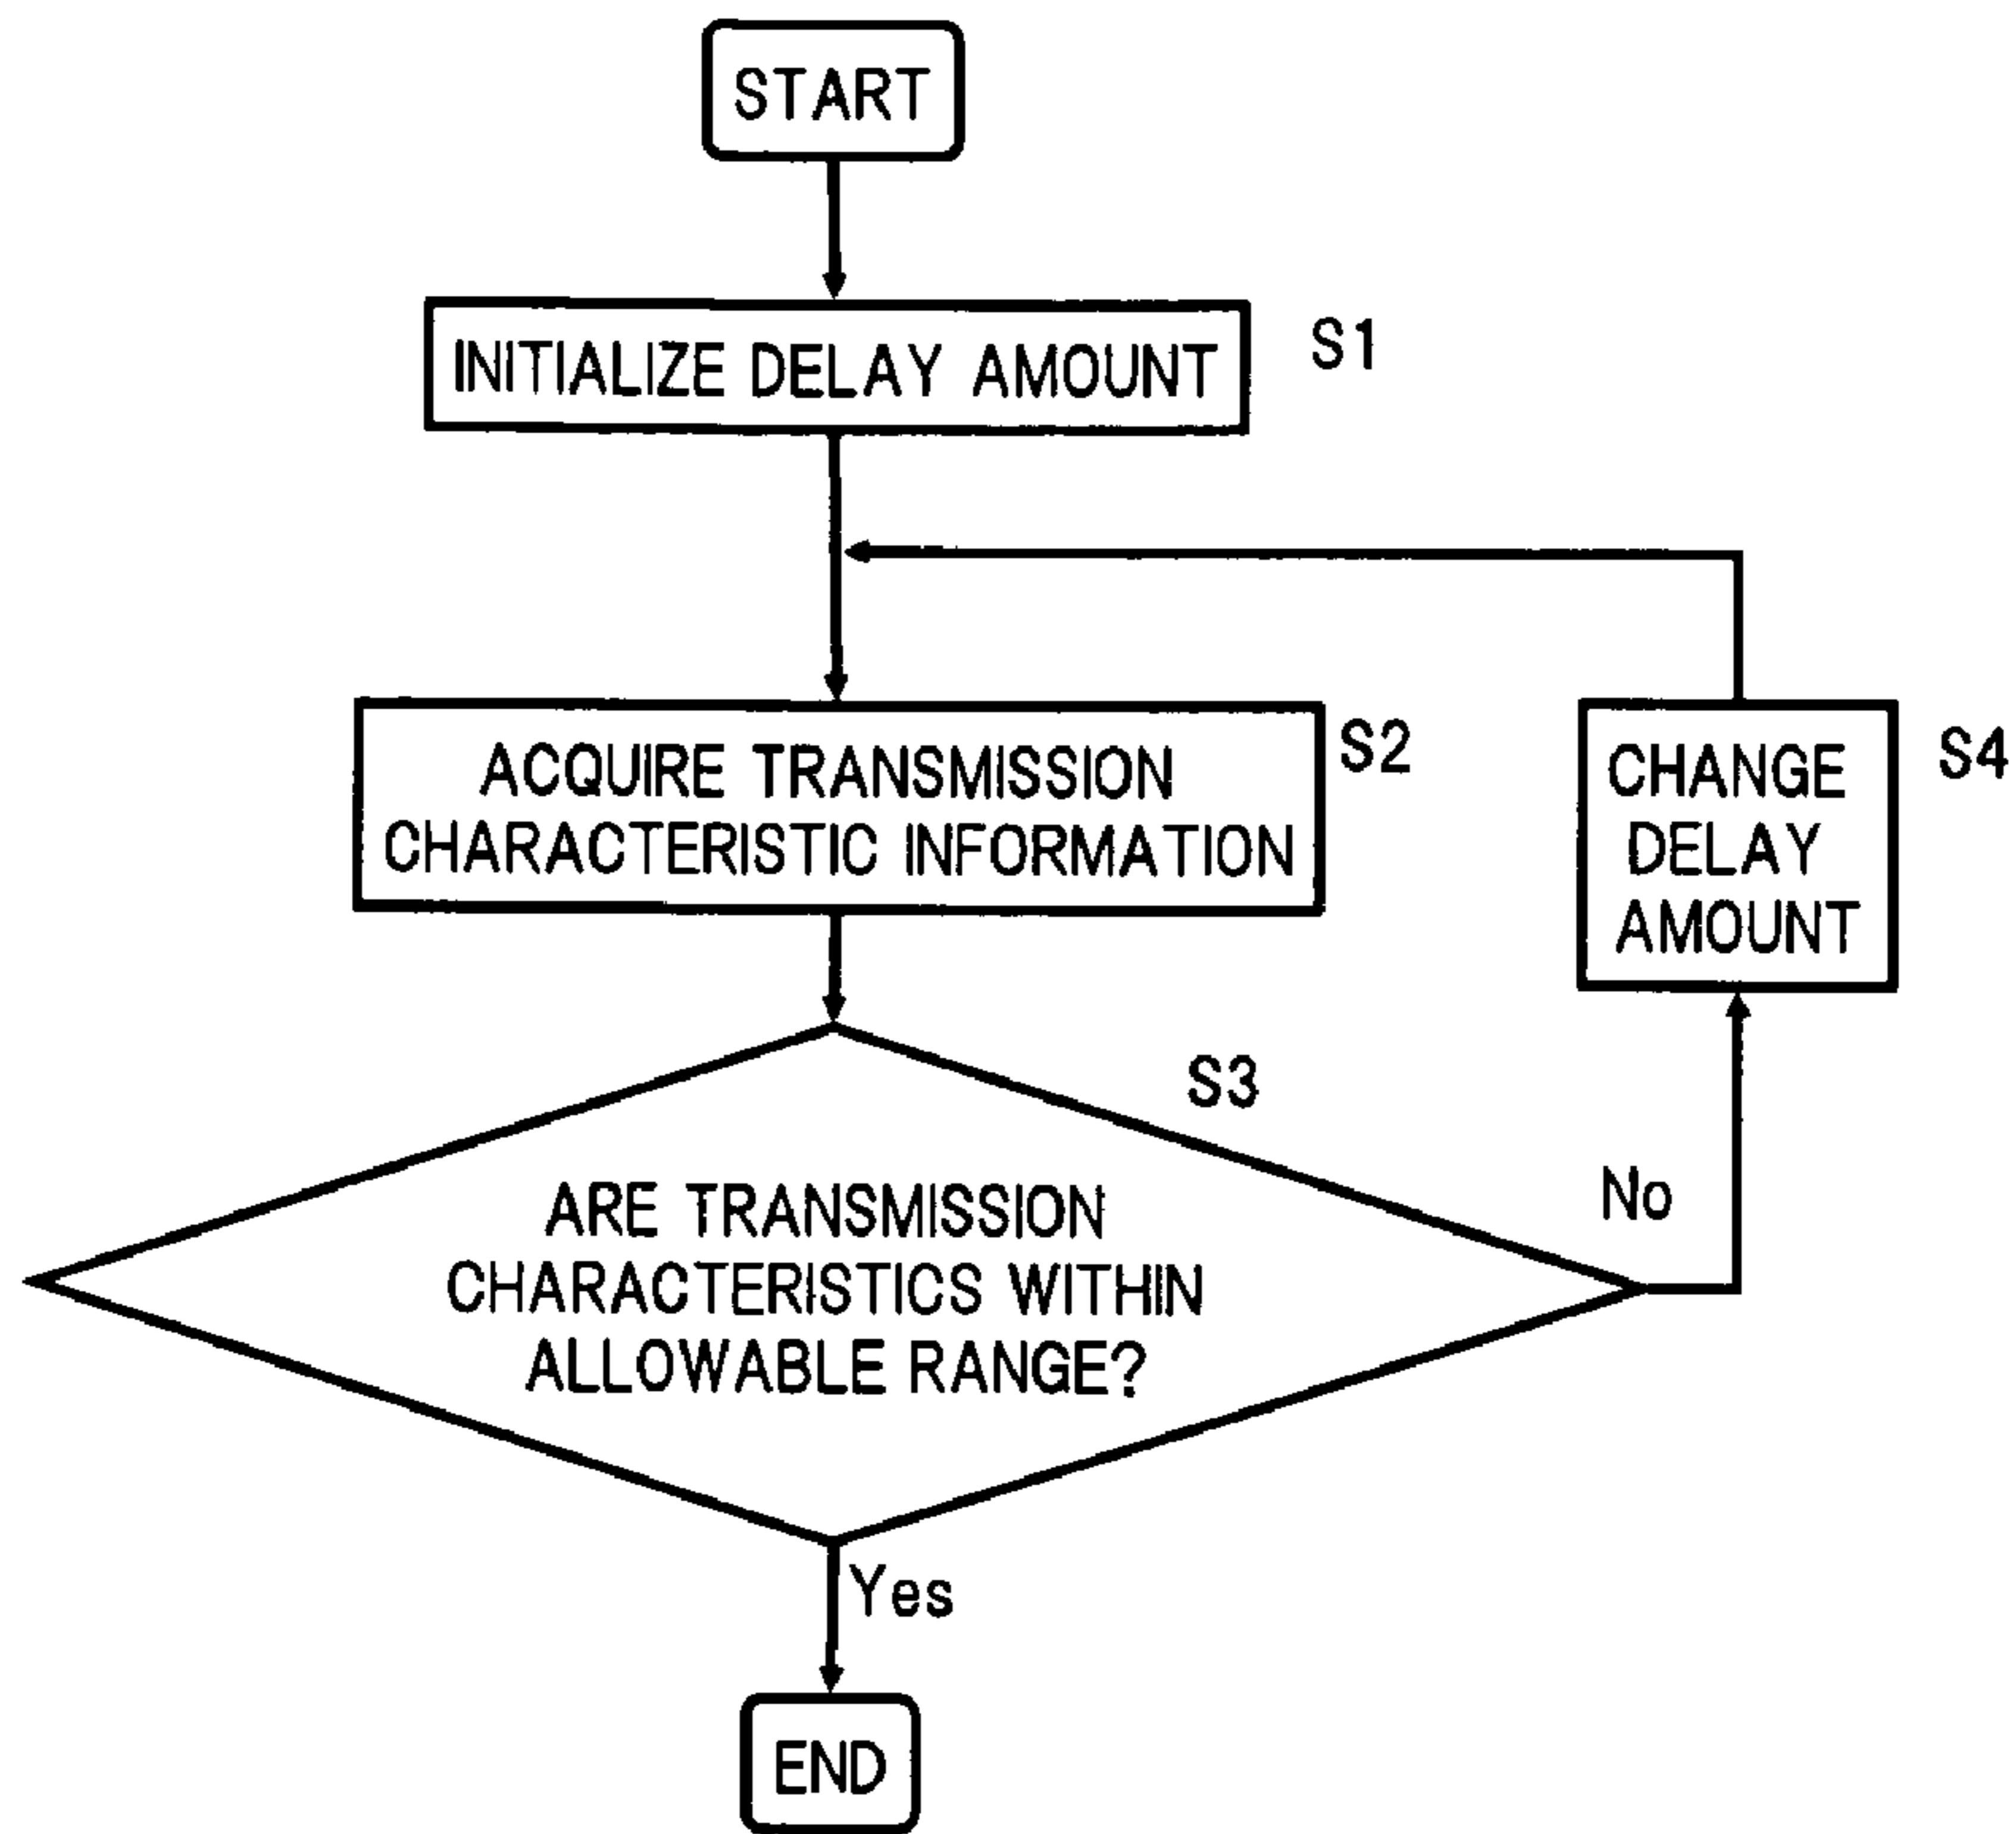 START
INITIALIZE DELAY AMOUNT
S1
ACQUIRE TRANSMISSION
CHARACTERISTIC INFORMATION
S2
CHANGE
DELAY
AMOUNT
S4
S3
ARE TRANSMISSION
CHARACTERISTICS WITHIN
ALLOWABLE RANGE?
No
Yes
END